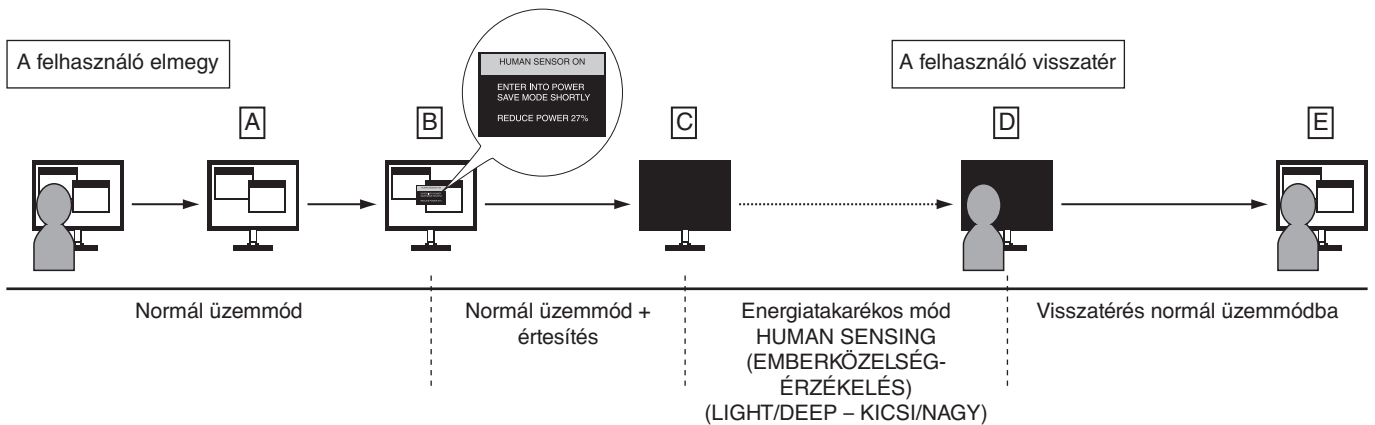 A felhasználó elmegy
HUMAN SENSOR ON
ENTER INTO POWER
SAVE MODE SHORTLY
REDUCE POWER 27%
A felhasználó visszatér
A
B
C
D
E
Normál üzemmód
Normál üzemmód +
értesítés
Energiatakarékos mód
HUMAN SENSING
(EMBERKÖZELSÉG-
ÉRZÉKELÉS)
(LIGHT/DEEP – KICSI/NAGY)
Visszatérés normál üzemmódba